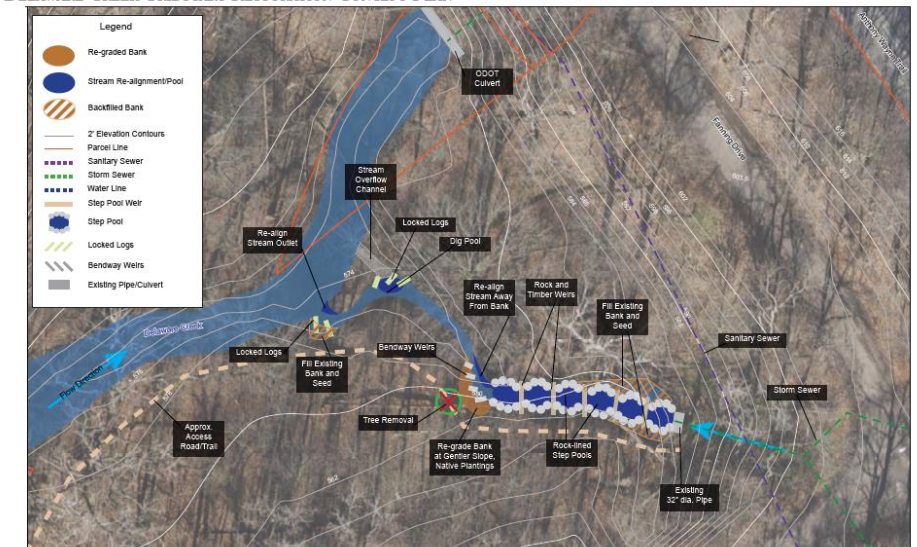 Legend
Re-graded Bank
Stream Re-alignment/Pool
Backfilled Bank
2' Elevation Contours
Parcel Line
Sanitary Sewer
Storm Sewer
Water Line
Step Pool Weir
Step Pool
Locked Logs
Bendway Weirs
Existing Pipe/Culvert
ODOT
Culvert
Anthony Wayne Trail
Fanning Drive
Stream
Overflow
Channel
Locked Logs
Dig Pool
Re-align
Stream Outlet
574
Re-align
Stream Away
From Bank
Rock and
Timber Weirs
Fill Existing
Bank and
Seed
Sanitary Sewer
Delaware Creek
Flow Direction
Locked Logs
Fill Existing
Bank and
Seed
Bendway Weirs
Storm Sewer
Approx.
Access
Road/Trail
Tree Removal
Re-grade Bank
at Gentler Slope,
Native Plantings
Rock-lined
Step Pools
Existing
32" dia. Pipe
582